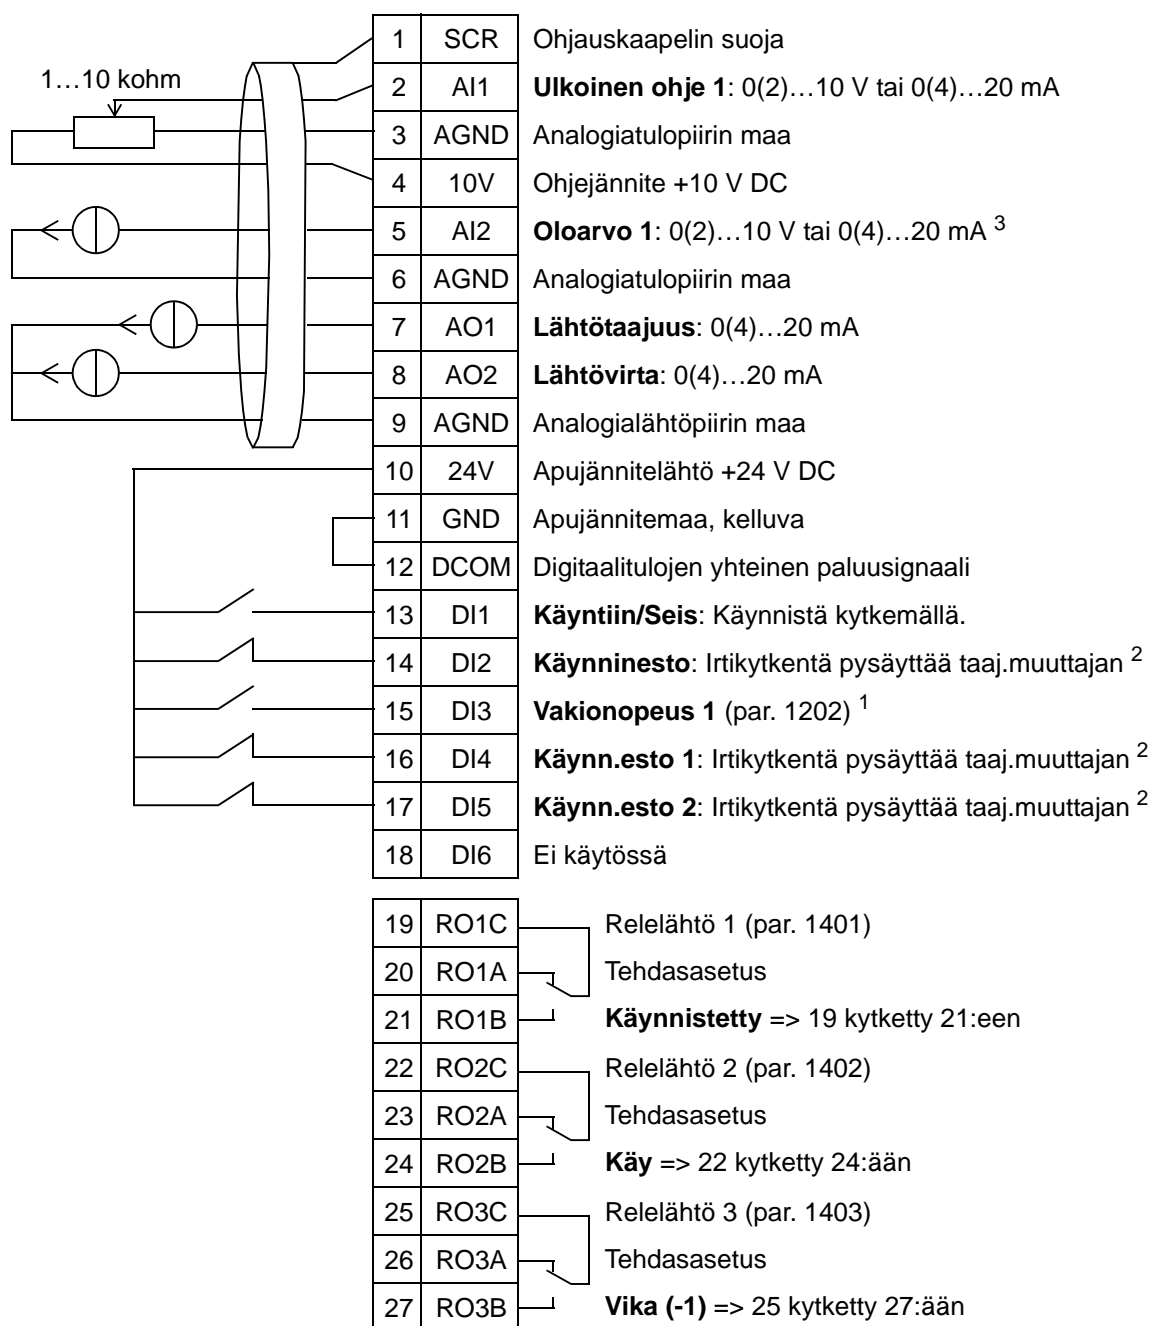 1 SCR Ohjauskaapelin suoja
1…10 kohm
2 AI1 Ulkoinen ohje 1: 0(2)…10 V tai 0(4)…20 mA
3 AGND Analogiatulopiirin maa
4 10V Ohjejännite +10 V DC
5 AI2 Oloarvo 1: 0(2)…10 V tai 0(4)…20 mA 3
6 AGND Analogiatulopiirin maa
7 AO1 Lähtötaajuus: 0(4)…20 mA
8 AO2 Lähtövirta: 0(4)…20 mA
9 AGND Analogialähtöpiirin maa
10 24V Apujännitelähtö +24 V DC
11 GND Apujännitemaa, kelluva
12 DCOM Digitaalitulojen yhteinen paluusignaali
13 DI1 Käyntiin/Seis: Käynnistä kytkemällä.
14 DI2 Käynninesto: Irtikytkentä pysäyttää taaj.muuttajan 2
15 DI3 Vakionopeus 1 (par. 1202) 1
16 DI4 Käynn.esto 1: Irtikytkentä pysäyttää taaj.muuttajan 2
17 DI5 Käynn.esto 2: Irtikytkentä pysäyttää taaj.muuttajan 2
18 DI6 Ei käytössä
19 RO1C Relelähtö 1 (par. 1401)
20 RO1A Tehdasasetus
21 RO1B Käynnistetty => 19 kytketty 21:een
22 RO2C Relelähtö 2 (par. 1402)
23 RO2A Tehdasasetus
24 RO2B Käy => 22 kytketty 24:ään
25 RO3C Relelähtö 3 (par. 1403)
26 RO3A Tehdasasetus
27 RO3B Vika (-1) => 25 kytketty 27:ään